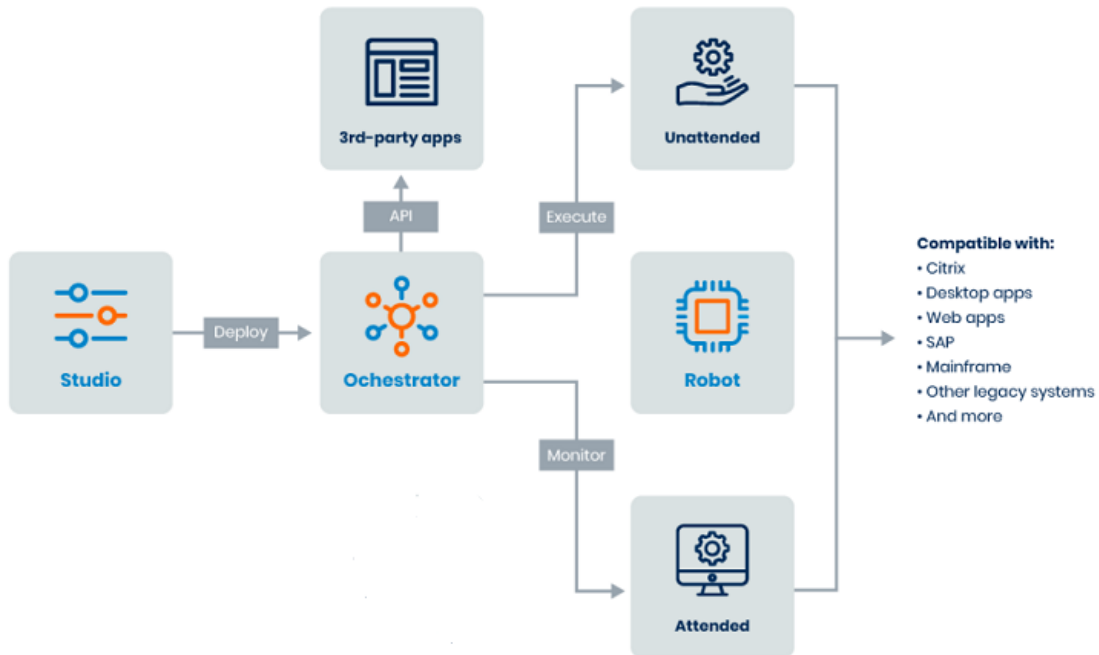 3rd-party apps
Unattended
API
Execute
Studio
Deploy
Ochestrator
Robot
Compatible with:
• Citrix
• Desktop apps
• Web apps
• SAP
• Mainframe
• Other legacy systems
• And more
Monitor
Attended